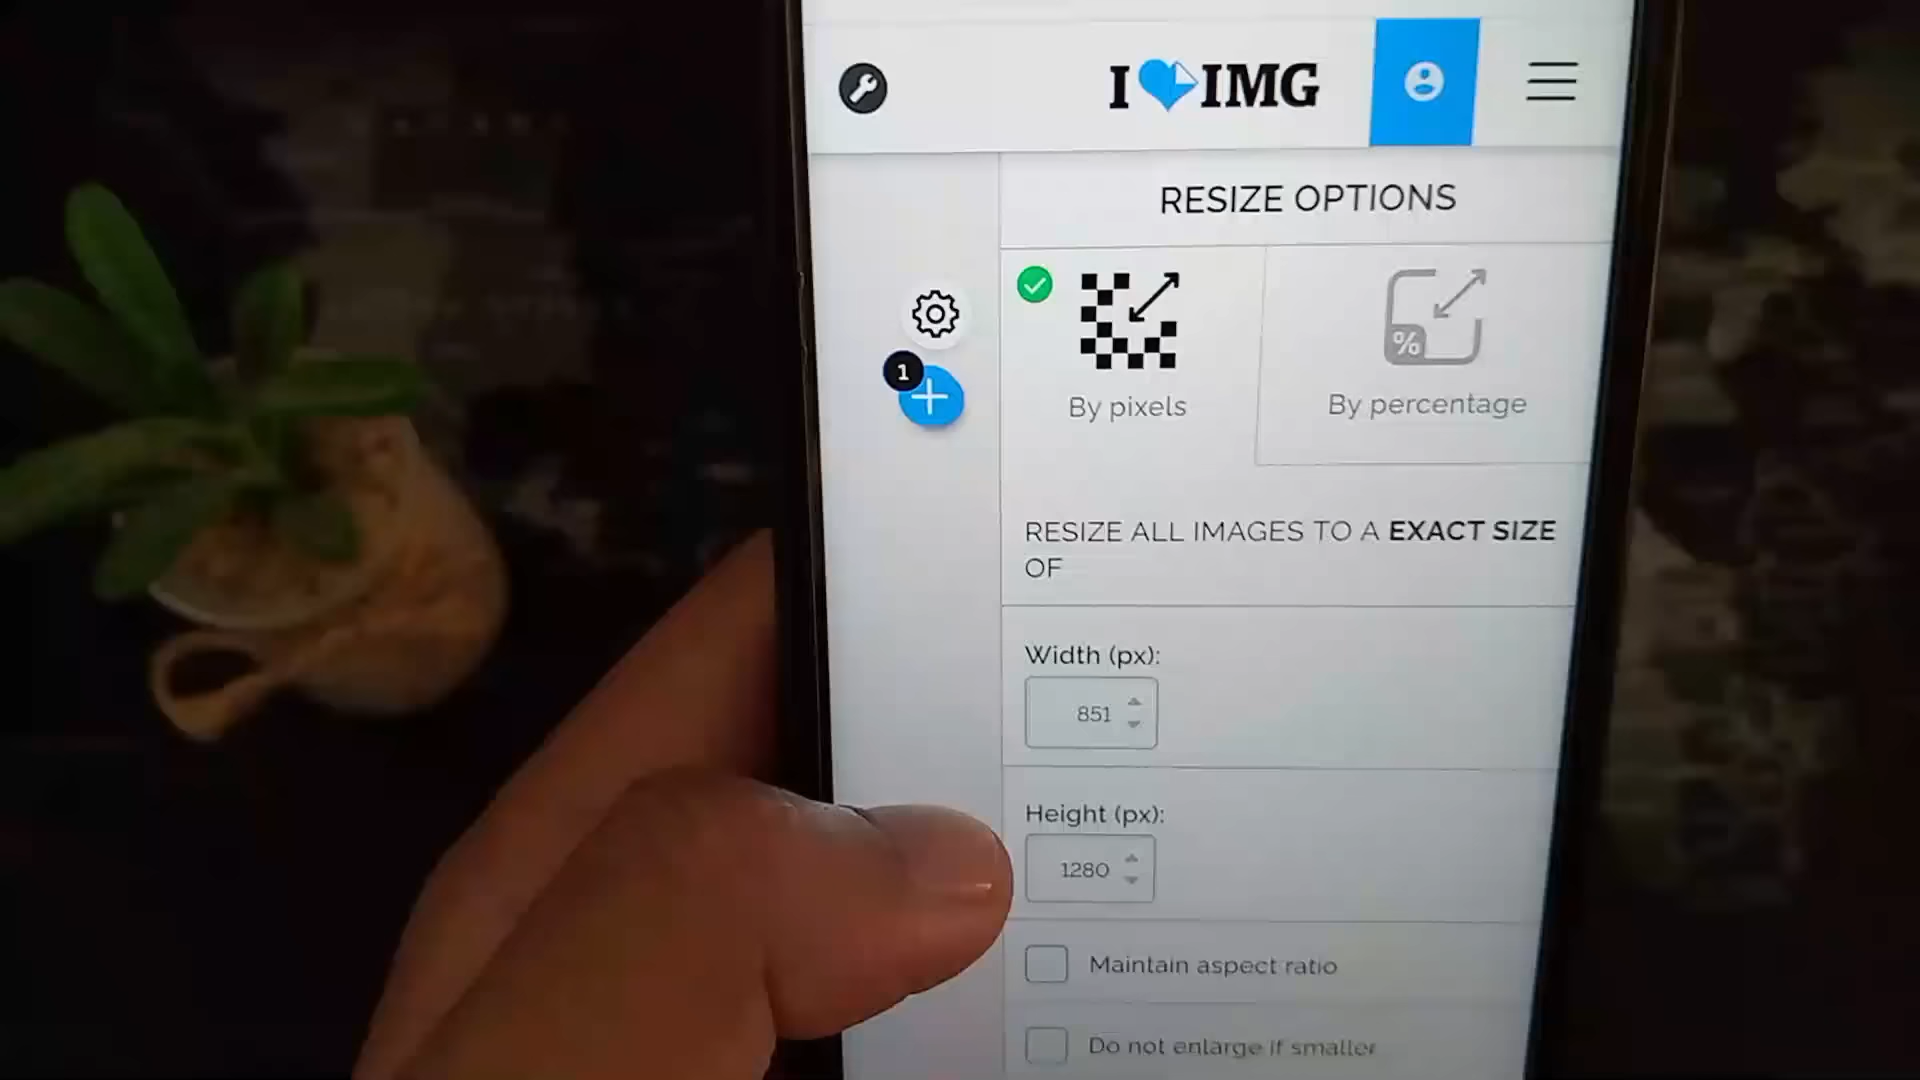 I IMG
RESIZE OPTIONS
1
%
By pixels
By percentage
RESIZE ALL IMAGES TO A EXACT SIZE
OF
Width (px):
851
Height (px):
1280
Maintain aspect ratio
Do not enlarge if smaller